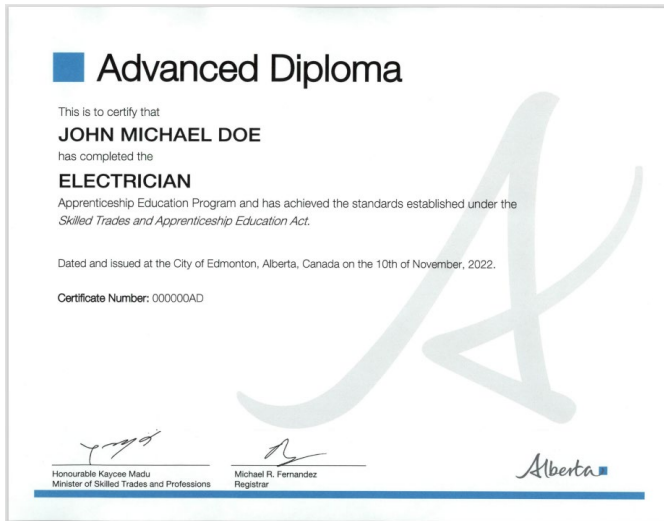 Advanced Diploma
This is to certify that
JOHN MICHAEL DOE
has completed the
ELECTRICIAN
Apprenticeship Education Program and has achieved the standards established under the
Skilled Trades and Apprenticeship Education Act.
Dated and issued at the City of Edmonton, Alberta, Canada on the 10th of November, 2022.
Certificate Number: 000000AD
Honourable Kaycee Madu
Minister of Skilled Trades and Professions
Michael R. Fernandez
Registrar
Alberta